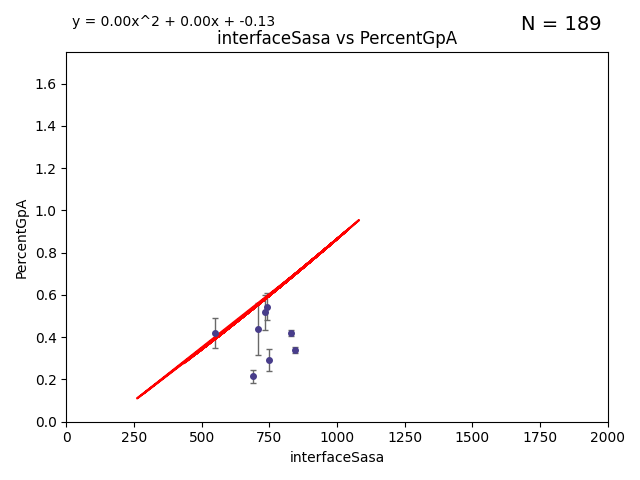 y = 0.00x^2 + 0.00x + -0.13
N = 189
interfaceSasa vs PercentGpA
PercentGpA
1.6
1.4
1.2
1.0
0.8
0.6
0.4
0.2
0.0
0 250 500 750 1000 1250 1500 1750 2000
interfaceSasa